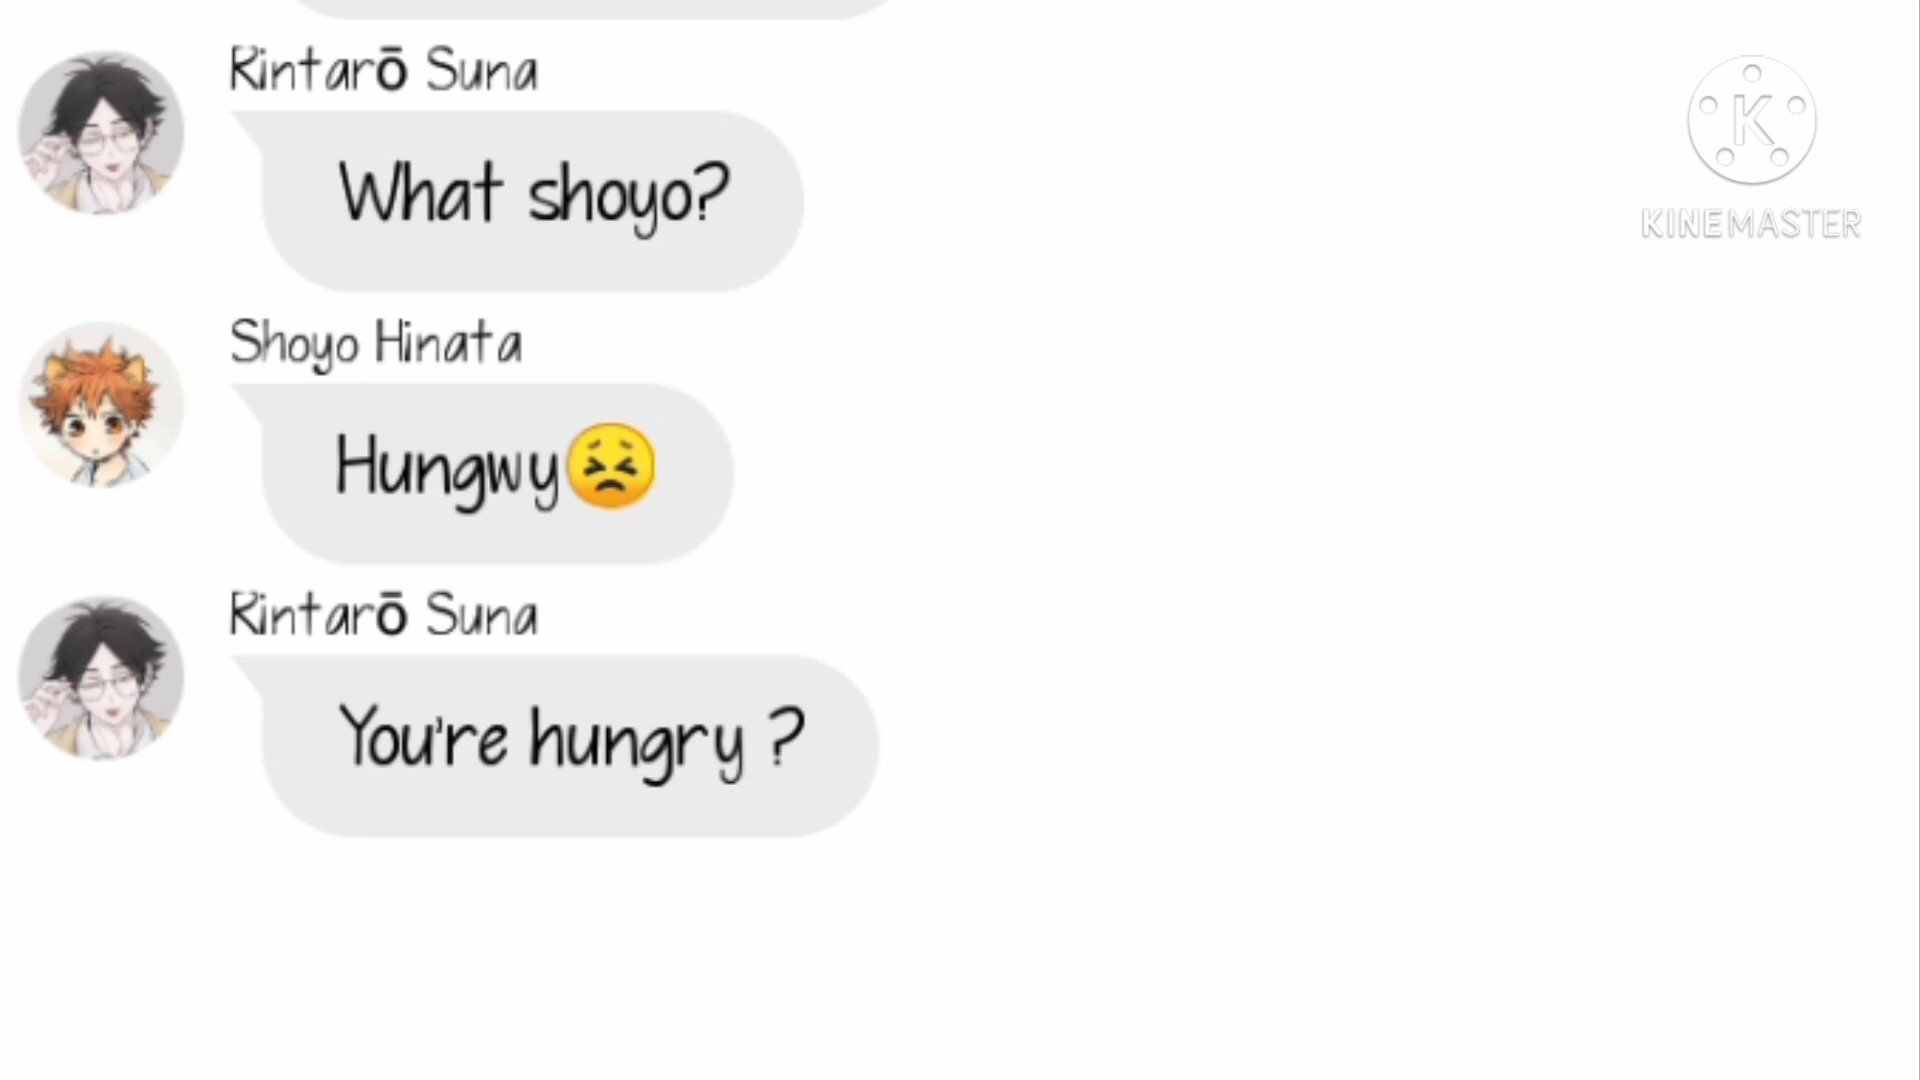 Rintarō Suna
What shoyo?
K
KINEMASTER
Shoyo Hinata
Hungwy😣
Rintarō Suna
You're hungry ?